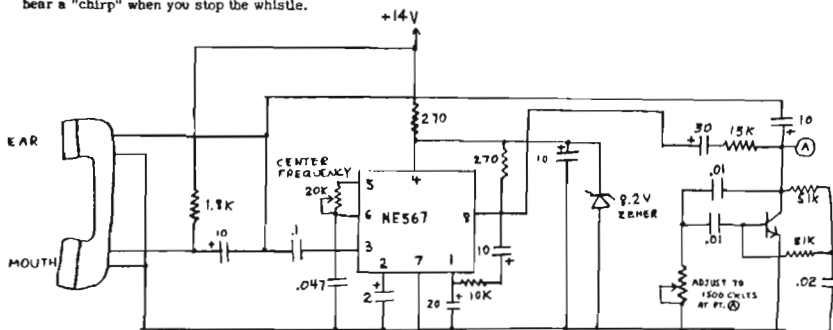 hear a "chirp" when you stop the whistle.
+14V
EAR
MOUTH
1.8K
+
10
.1
CENTER
FREQUENCY
20K
.047
270
5
4
6
NE567
8
3
2
7
1
2
+
20
+
10K
270
10
+
10
+
8.2V
ZENER
+
30
15K
10
+
A
.01
.01
51K
81K
.02
ADJUST TO
1500 CYCLES
AT PT. A